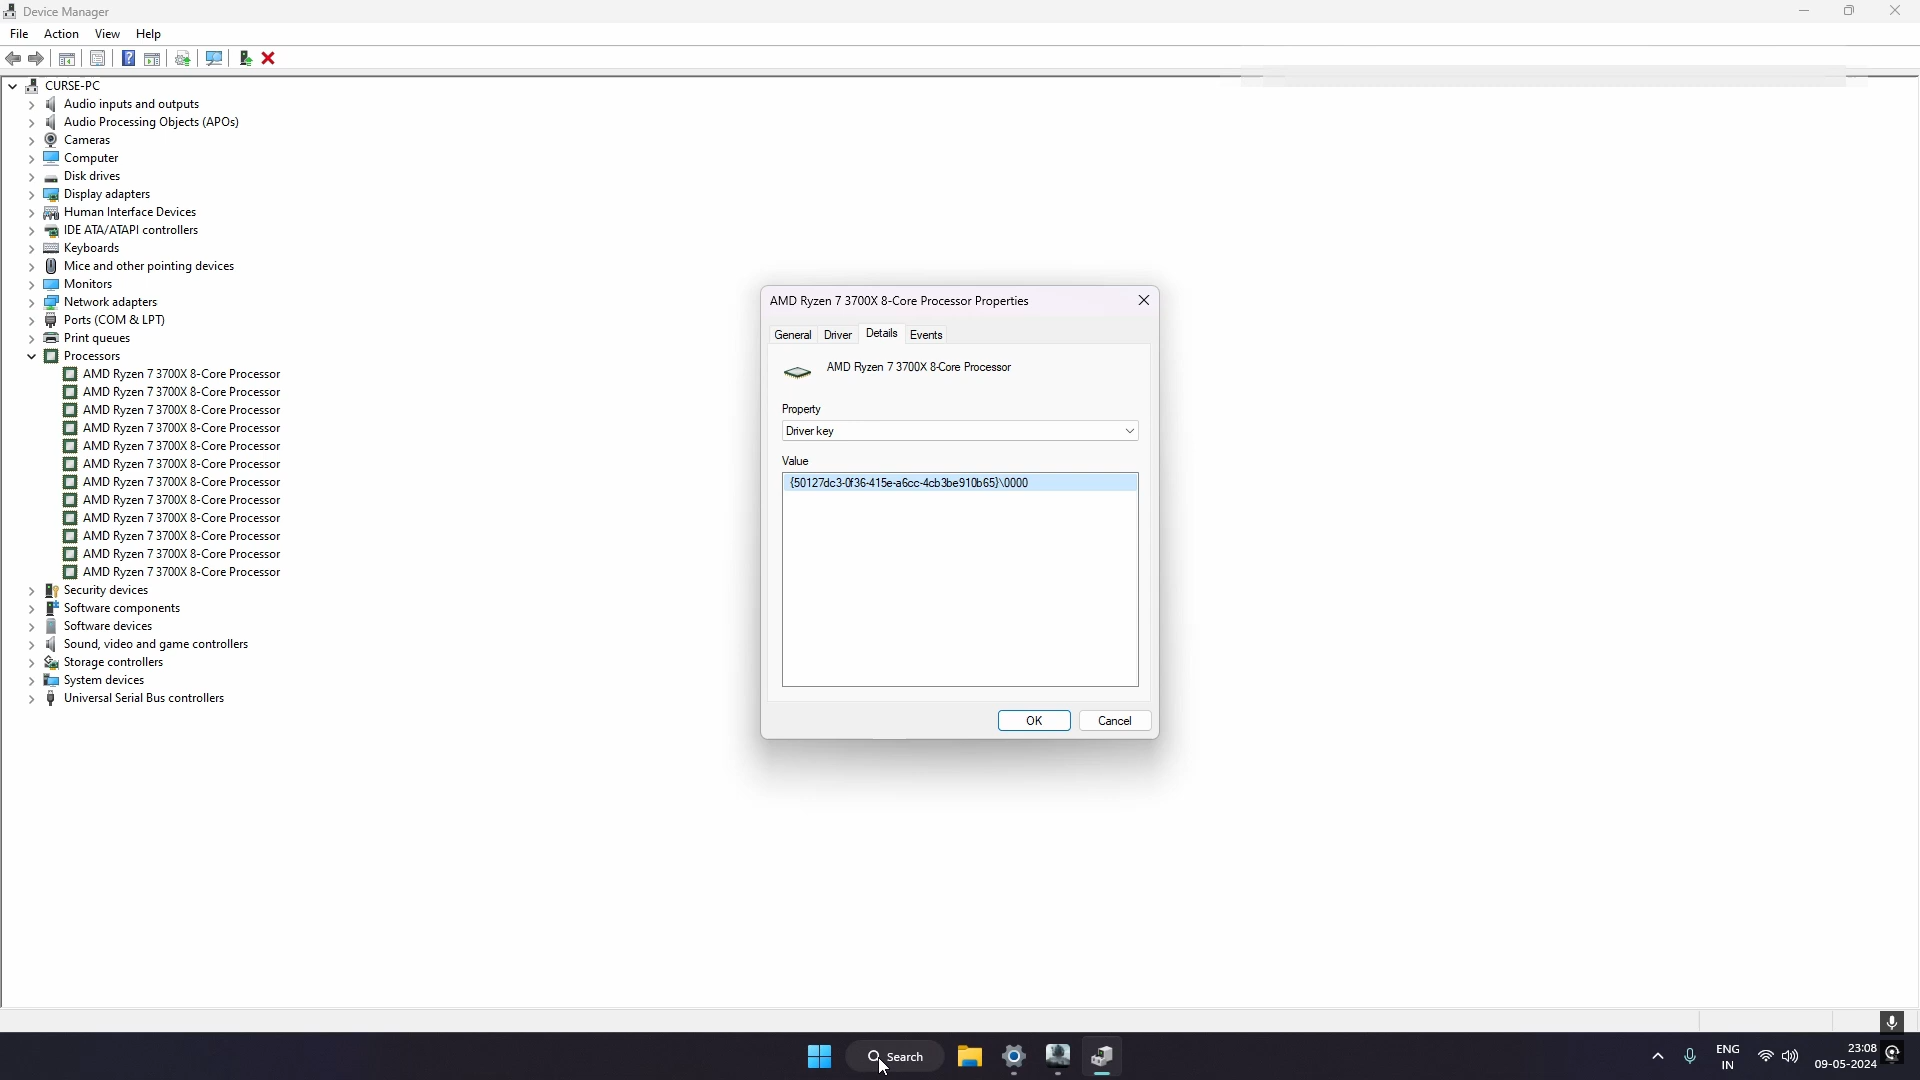 Device Manager
File Action View Help
CURSE-PC
Audio inputs and outputs
Audio Processing Objects (APOs)
Cameras
Computer
Disk drives
Display adapters
Human Interface Devices
IDE ATA/ATAPI controllers
Keyboards
Mice and other pointing devices
Monitors
Network adapters
Ports (COM & LPT)
Print queues
Processors
AMD Ryzen 7 3700X 8-Core Processor
AMD Ryzen 7 3700X 8-Core Processor
AMD Ryzen 7 3700X 8-Core Processor
AMD Ryzen 7 3700X 8-Core Processor
AMD Ryzen 7 3700X 8-Core Processor
AMD Ryzen 7 3700X 8-Core Processor
AMD Ryzen 7 3700X 8-Core Processor
AMD Ryzen 7 3700X 8-Core Processor
AMD Ryzen 7 3700X 8-Core Processor
AMD Ryzen 7 3700X 8-Core Processor
AMD Ryzen 7 3700X 8-Core Processor
AMD Ryzen 7 3700X 8-Core Processor
Security devices
Software components
Software devices
Sound, video and game controllers
Storage controllers
System devices
Universal Serial Bus controllers
AMD Ryzen 7 3700X 8-Core Processor Properties
General Driver Details Events
AMD Ryzen 7 3700X 8-Core Processor
Property
Driver key
Value
{50127dc3-0f36-415e-a6cc-4cb3be910b65}\0000
OK Cancel
Search
ENG
IN
23:08
09-05-2024